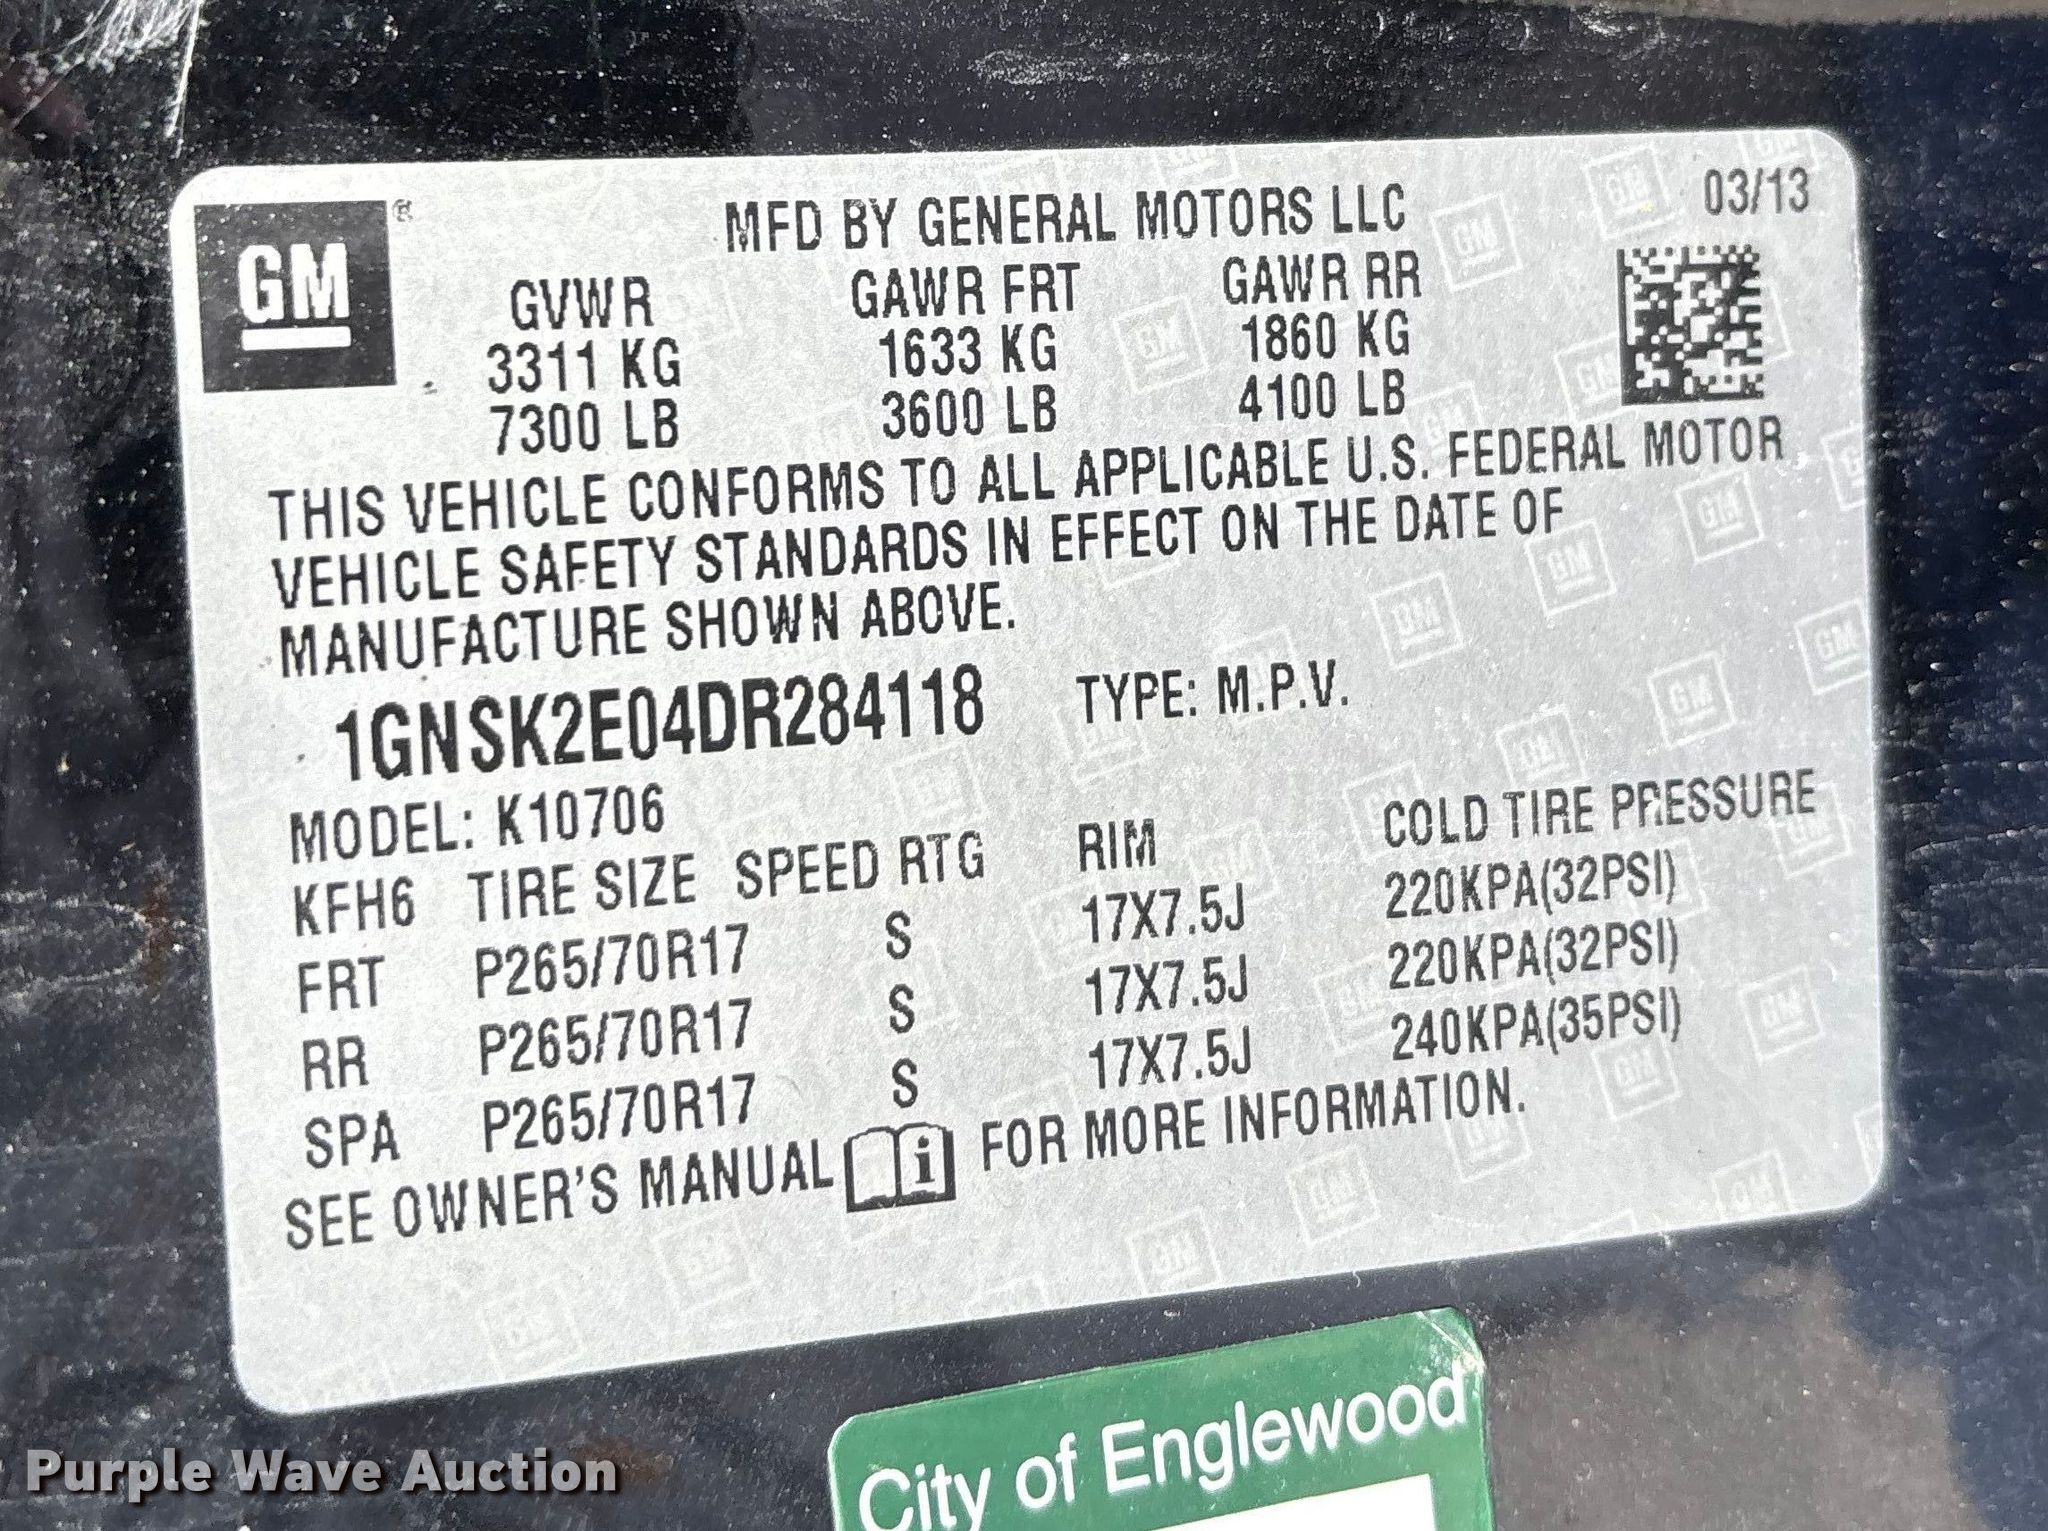 GM ®
MFD BY GENERAL MOTORS LLC
03/13
GVWR GAWR FRT GAWR RR
3311 KG 1633 KG 1860 KG
7300 LB 3600 LB 4100 LB
THIS VEHICLE CONFORMS TO ALL APPLICABLE U.S. FEDERAL MOTOR
VEHICLE SAFETY STANDARDS IN EFFECT ON THE DATE OF
MANUFACTURE SHOWN ABOVE.
1GNSK2E04DR284118 TYPE: M.P.V.
MODEL: K10706
KFH6 TIRE SIZE SPEED RTG RIM COLD TIRE PRESSURE
FRT P265/70R17 S 17X7.5J 220KPA(32PSI)
RR P265/70R17 S 17X7.5J 220KPA(32PSI)
SPA P265/70R17 S 17X7.5J 240KPA(35PSI)
SEE OWNER'S MANUAL i FOR MORE INFORMATION.
City of Englewood
Purple Wave Auction